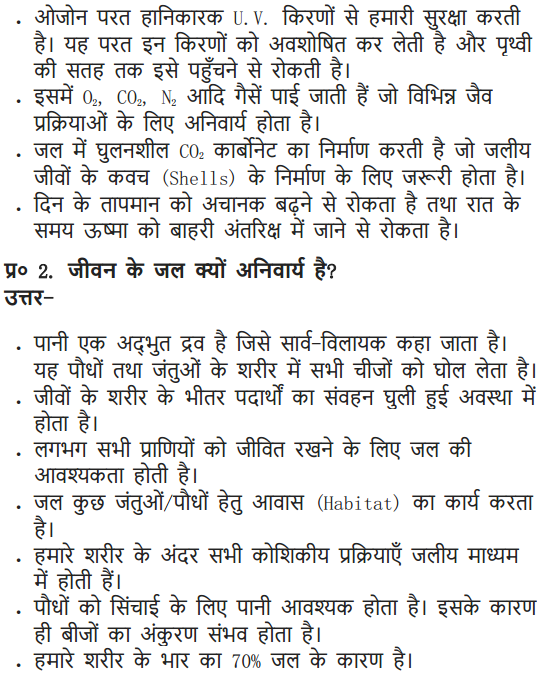 . ओजोन परत हानिकारक U.V. किरणों से हमारी सुरक्षा करती
है। यह परत इन किरणों को अवशोषित कर लेती है और पृथ्वी
की सतह तक इसे पहुँचने से रोकती है।
. इसमें O₂, CO₂, N₂ आदि गैसें पाई जाती हैं जो विभिन्न जैव
प्रक्रियाओं के लिए अनिवार्य होता है।
. जल में घुलनशील CO₂ कार्बोनेट का निर्माण करती है जो जलीय
जीवों के कवच (Shells) के निर्माण के लिए जरूरी होता है।
. दिन के तापमान को अचानक बढ़ने से रोकता है तथा रात के
समय ऊष्मा को बाहरी अंतरिक्ष में जाने से रोकता है।
प्र० 2. जीवन के जल क्यों अनिवार्य है?
उत्तर-
. पानी एक अद्भुत द्रव है जिसे सार्व-विलायक कहा जाता है।
यह पौधों तथा जंतुओं के शरीर में सभी चीजों को घोल लेता है।
. जीवों के शरीर के भीतर पदार्थों का संवहन घुली हुई अवस्था में
होता है।
. लगभग सभी प्राणियों को जीवित रखने के लिए जल की
आवश्यकता होती है।
. जल कुछ जंतुओं/पौधों हेतु आवास (Habitat) का कार्य करता
है।
. हमारे शरीर के अंदर सभी कोशिकीय प्रक्रियाएँ जलीय माध्यम
में होती हैं।
. पौधों को सिंचाई के लिए पानी आवश्यक होता है। इसके कारण
ही बीजों का अंकुरण संभव होता है।
. हमारे शरीर के भार का 70% जल के कारण है।